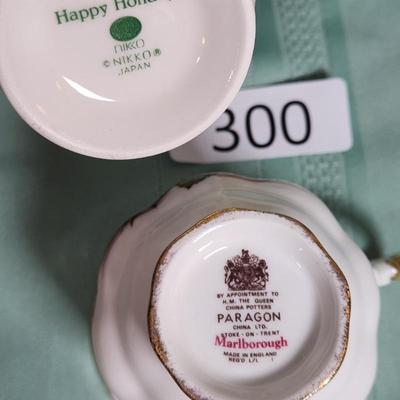 Happy
NIKKO
© NIKKO®
JAPAN
300
BY APPOINTMENT TO
H.M. THE QUEEN
CHINA POTTERS
PARAGON
CHINA LTD.
STOKE-ON-TRENT
Marlborough
MADE IN ENGLAND
REG'D